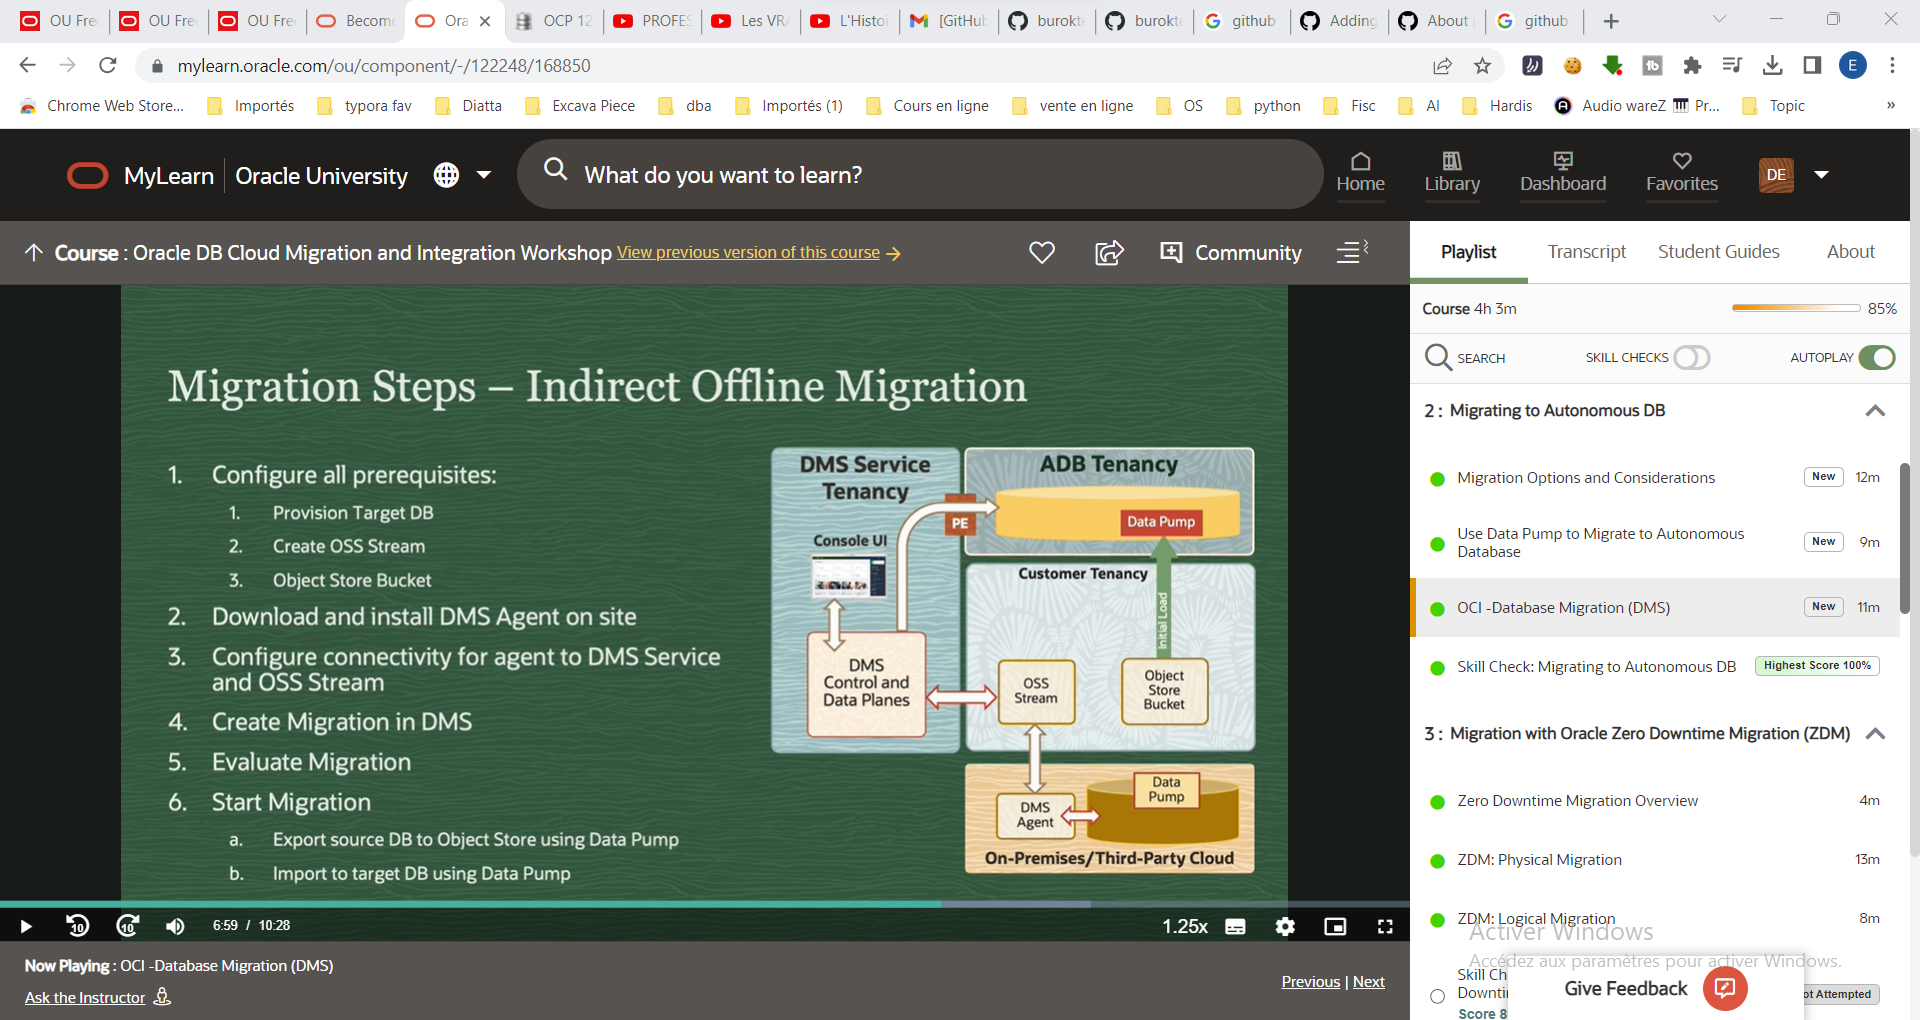 OU Fre
OU Fre
OU Fre
Becom
Ora
OCP 12
PROFES
Les VRA
L'Histoi
[GitHub
burokt
burokt
github
Adding
About
github
mylearn.oracle.com/ou/component/-/122248/168850
E
Chrome Web Store...
Importés
typora fav
Diatta
Excava Piece
dba
Importés (1)
Cours en ligne
vente en ligne
OS
python
Fisc
AI
Hardis
Audio wareZ
Pr...
Topic
»
MyLearn
Oracle University
What do you want to learn?
Home
Library
Dashboard
Favorites
DE
Course : Oracle DB Cloud Migration and Integration Workshop View previous version of this course
Community
Playlist
Transcript
Student Guides
About
Course 4h 3m
85%
SEARCH
SKILL CHECKS
AUTOPLAY
Migration Steps – Indirect Offline Migration
1. Configure all prerequisites:
1. Provision Target DB
2. Create OSS Stream
3. Object Store Bucket
2. Download and install DMS Agent on site
3. Configure connectivity for agent to DMS Service
and OSS Stream
4. Create Migration in DMS
5. Evaluate Migration
6. Start Migration
a. Export source DB to Object Store using Data Pump
b. Import to target DB using Data Pump
DMS Service
Tenancy
Console UI
DMS
Control and
Data Planes
ADB Tenancy
PE
Data Pump
Customer Tenancy
Initial Load
OSS
Stream
Object
Store
Bucket
DMS
Agent
Data
Pump
On-Premises/Third-Party Cloud
10
10
6:59 / 10:28
1.25x
Now Playing : OCI -Database Migration (DMS)
Ask the Instructor
Previous | Next
2 : Migrating to Autonomous DB
Migration Options and Considerations
New
12m
Use Data Pump to Migrate to Autonomous
Database
New
9m
OCI -Database Migration (DMS)
New
11m
Skill Check: Migrating to Autonomous DB
Highest Score 100%
3 : Migration with Oracle Zero Downtime Migration (ZDM)
Zero Downtime Migration Overview
4m
ZDM: Physical Migration
13m
ZDM: Logical Migration
8m
Activer Windows
Accédez aux paramètres pour activer Windows.
Skill Ch
Downti
Score 8
ot Attempted
Give Feedback